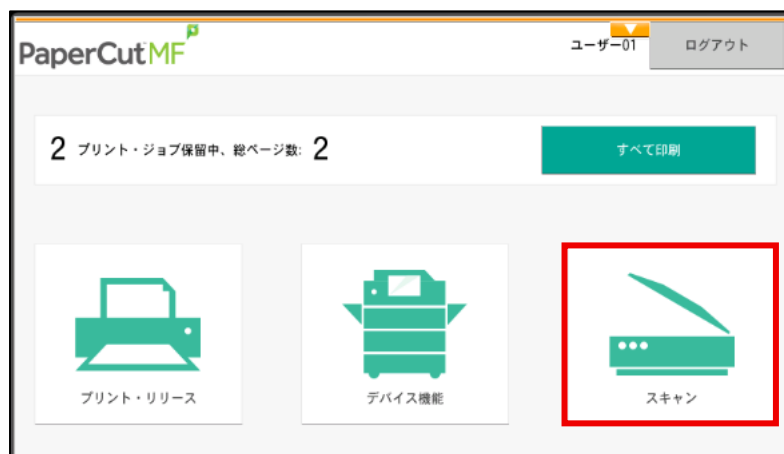 PaperCut MF
ユーザー01
ログアウト
2 プリント・ジョブ保留中、総ページ数: 2
すべて印刷
プリント・リリース
デバイス機能
スキャン